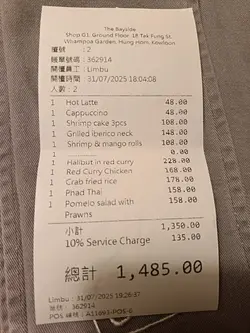 The Bayside
Shop G1, Ground Floor, 18 Tak Fung St,
Whampoa Garden, Hung Hom, Kowloon
檯號 : 2
賬單號碼 : 362914
開檯員工 : Limbu
開檯時間 : 31/07/2025 18:04:08
人數 : 2
1 Hot Latte 48.00
1 Cappuccino 48.00
1 Shrimp cake 3pcs 108.00
1 Grilled iberico neck 148.00
1 Shrimp & mango rolls 108.00
1 ................ 0.00
1 Halibut in red curry 228.00
1 Red Curry Chicken 168.00
1 Crab fried rice 178.00
1 Phad Thai 158.00
1 Pomelo salad with 158.00
Prawns
小計 1,350.00
10% Service Charge 135.00
總計 1,485.00
Limbu : 31/07/2025 19:26:37
362914
POS